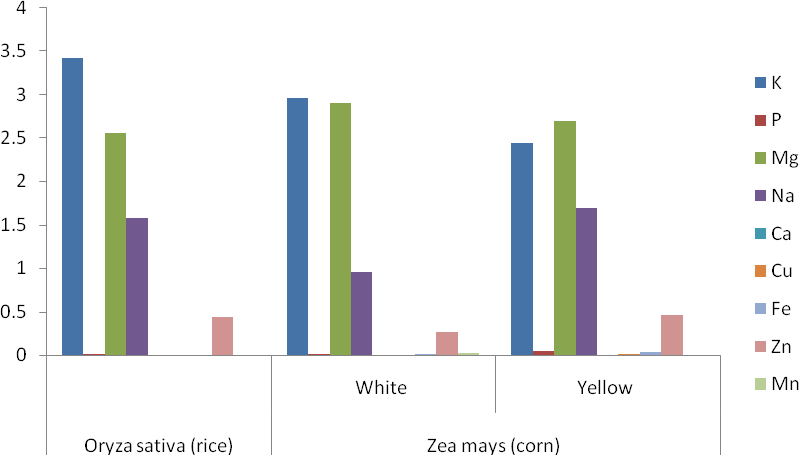 4
3.5
3
2.5
2
1.5
1
0.5
0
K
P
Mg
Na
Ca
Cu
Fe
Zn
Mn
White
Yellow
Oryza sativa (rice)
Zea mays (corn)